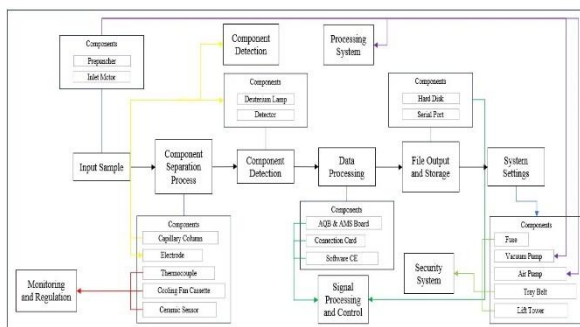 Components
Prepancher
Inlet Motor
Component
Detection
Processing
System
Components
Deuterium Lamp
Detector
Components
Hard Disk
Serial Port
Input Sample
Component
Separation
Process
Component
Detection
Data
Processing
File Output
and Storage
System
Settings
Components
Capillary Column
Electrode
Thermocouple
Cooling Fan Cassette
Ceramic Sensor
Components
AQB & AMS Board
Connection Card
Software CE
Components
Fuse
Vacuum Pump
Air Pump
Tray Belt
Lift Tower
Monitoring
and Regulation
Signal
Processing
and Control
Security
System